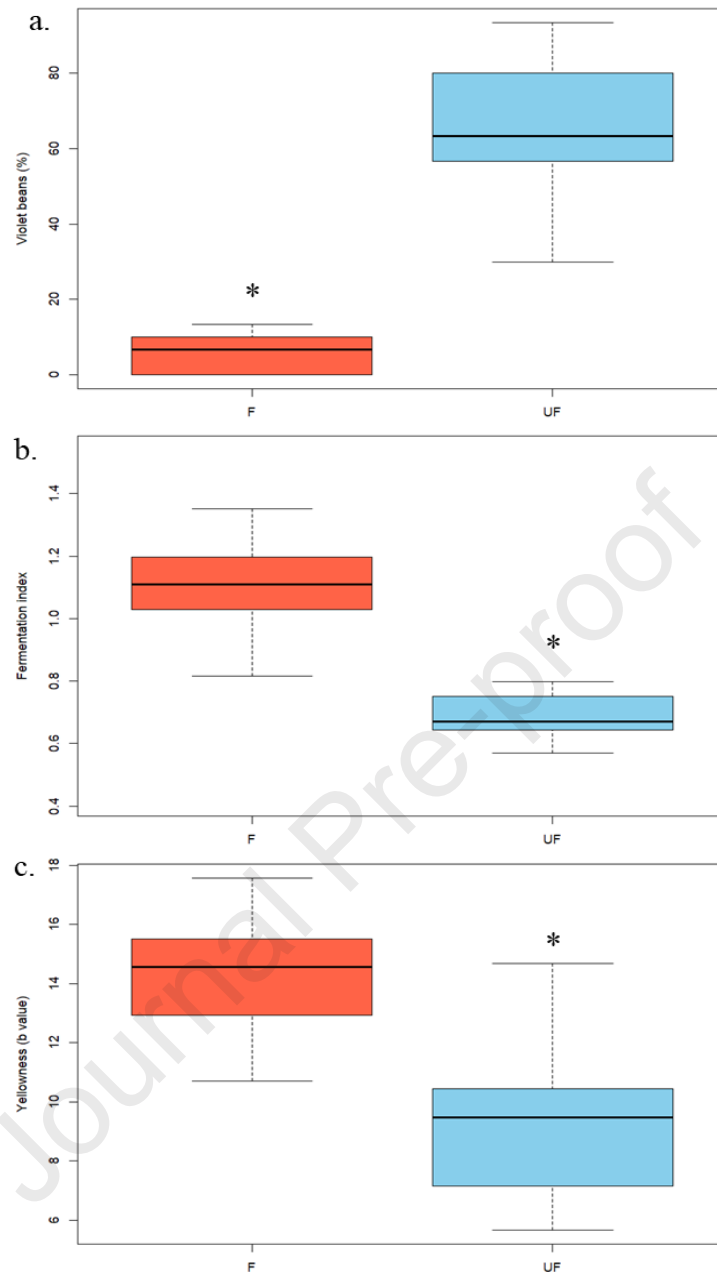 a.
Violet beans (%)
80
60
40
20
0
*
F UF
b.
Fermentation index
1.4
1.2
1.0
0.8
0.6
0.4
*
F UF
c.
Yellowness (b value)
18
16
14
12
10
8
6
*
F UF
Journal Pre-proof